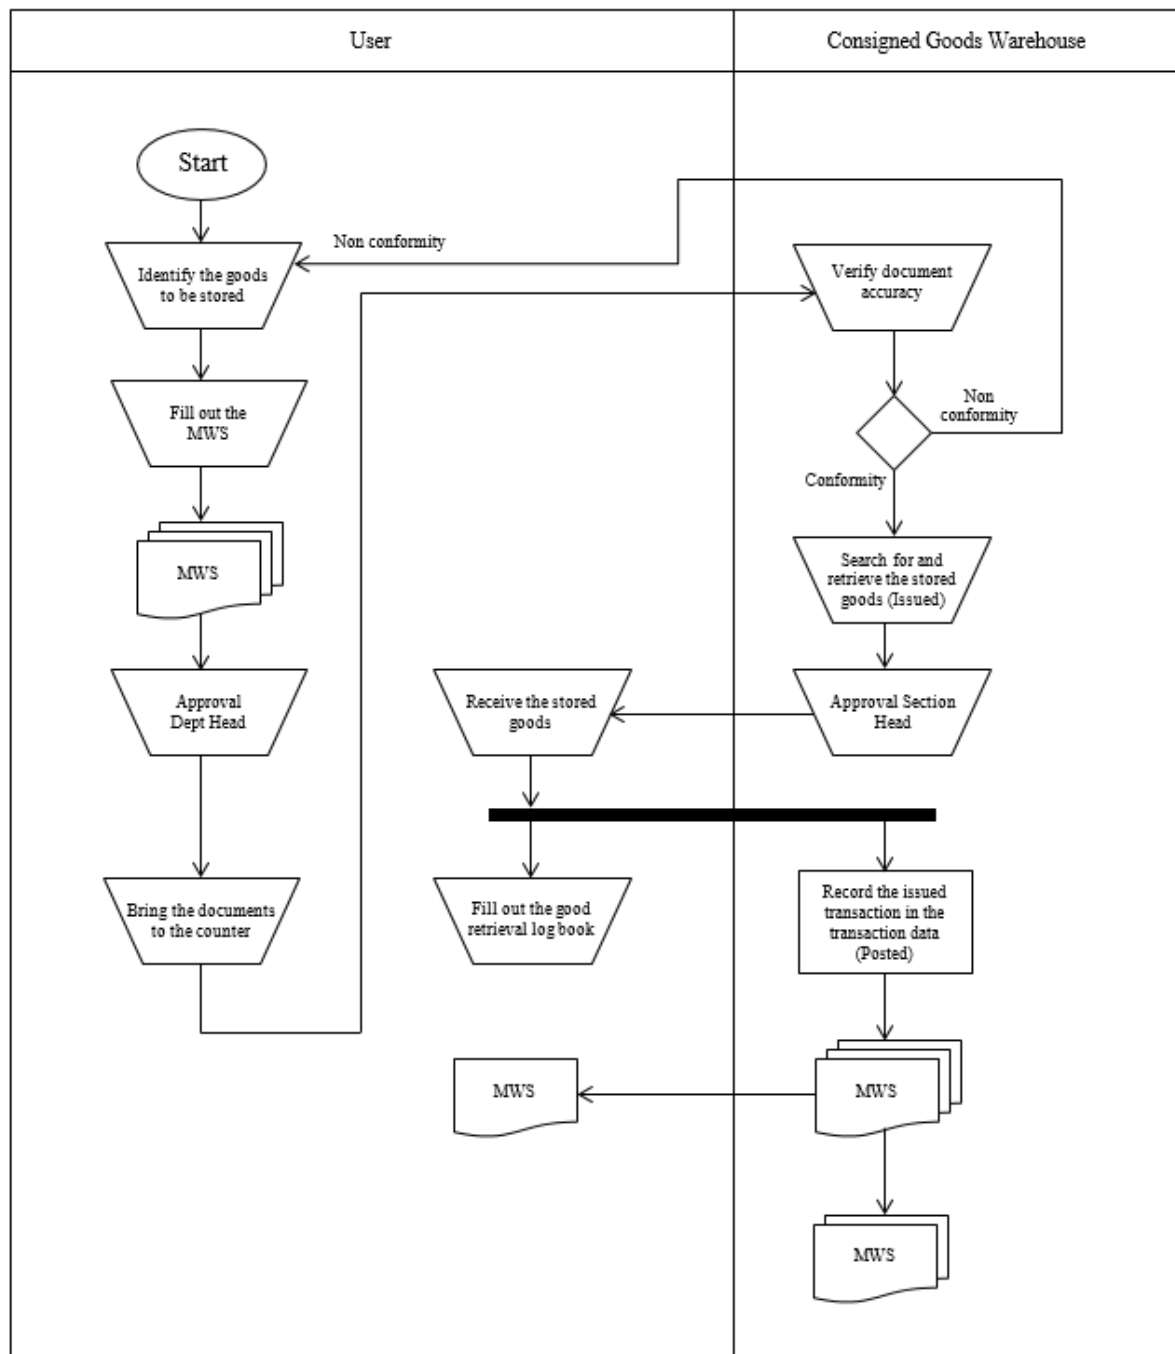 User
Consigned Goods Warehouse
Start
Non conformity
Identify the goods
to be stored
Verify document
accuracy
Fill out the
MWS
Non
conformity
Conformity
MWS
Search for and
retrieve the stored
goods (Issued)
Approval
Dept Head
Receive the stored
goods
Approval Section
Head
Bring the documents
to the counter
Fill out the good
retrieval log book
Record the issued
transaction in the
transaction data
(Posted)
MWS
MWS
MWS